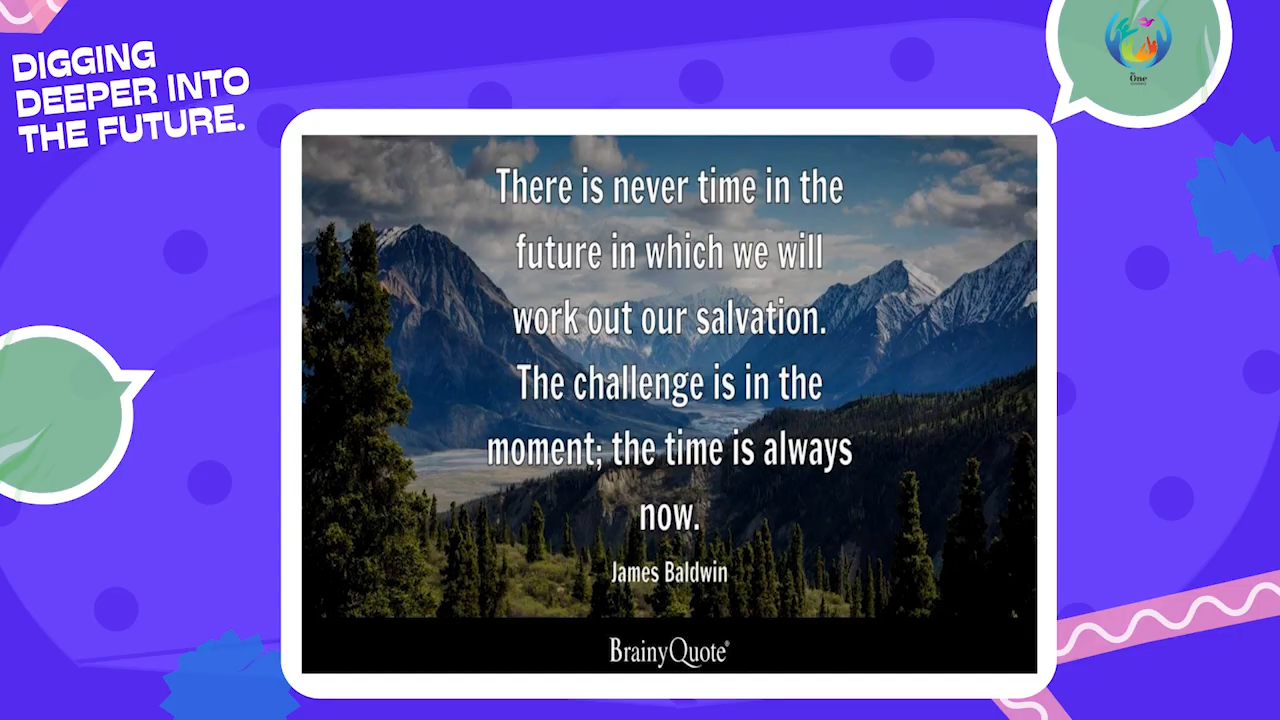 DIGGING
DEEPER INTO
THE FUTURE.
One
There is never time in the
future in which we will
work out our salvation.
The challenge is in the
moment; the time is always
now.
James Baldwin
BrainyQuote®